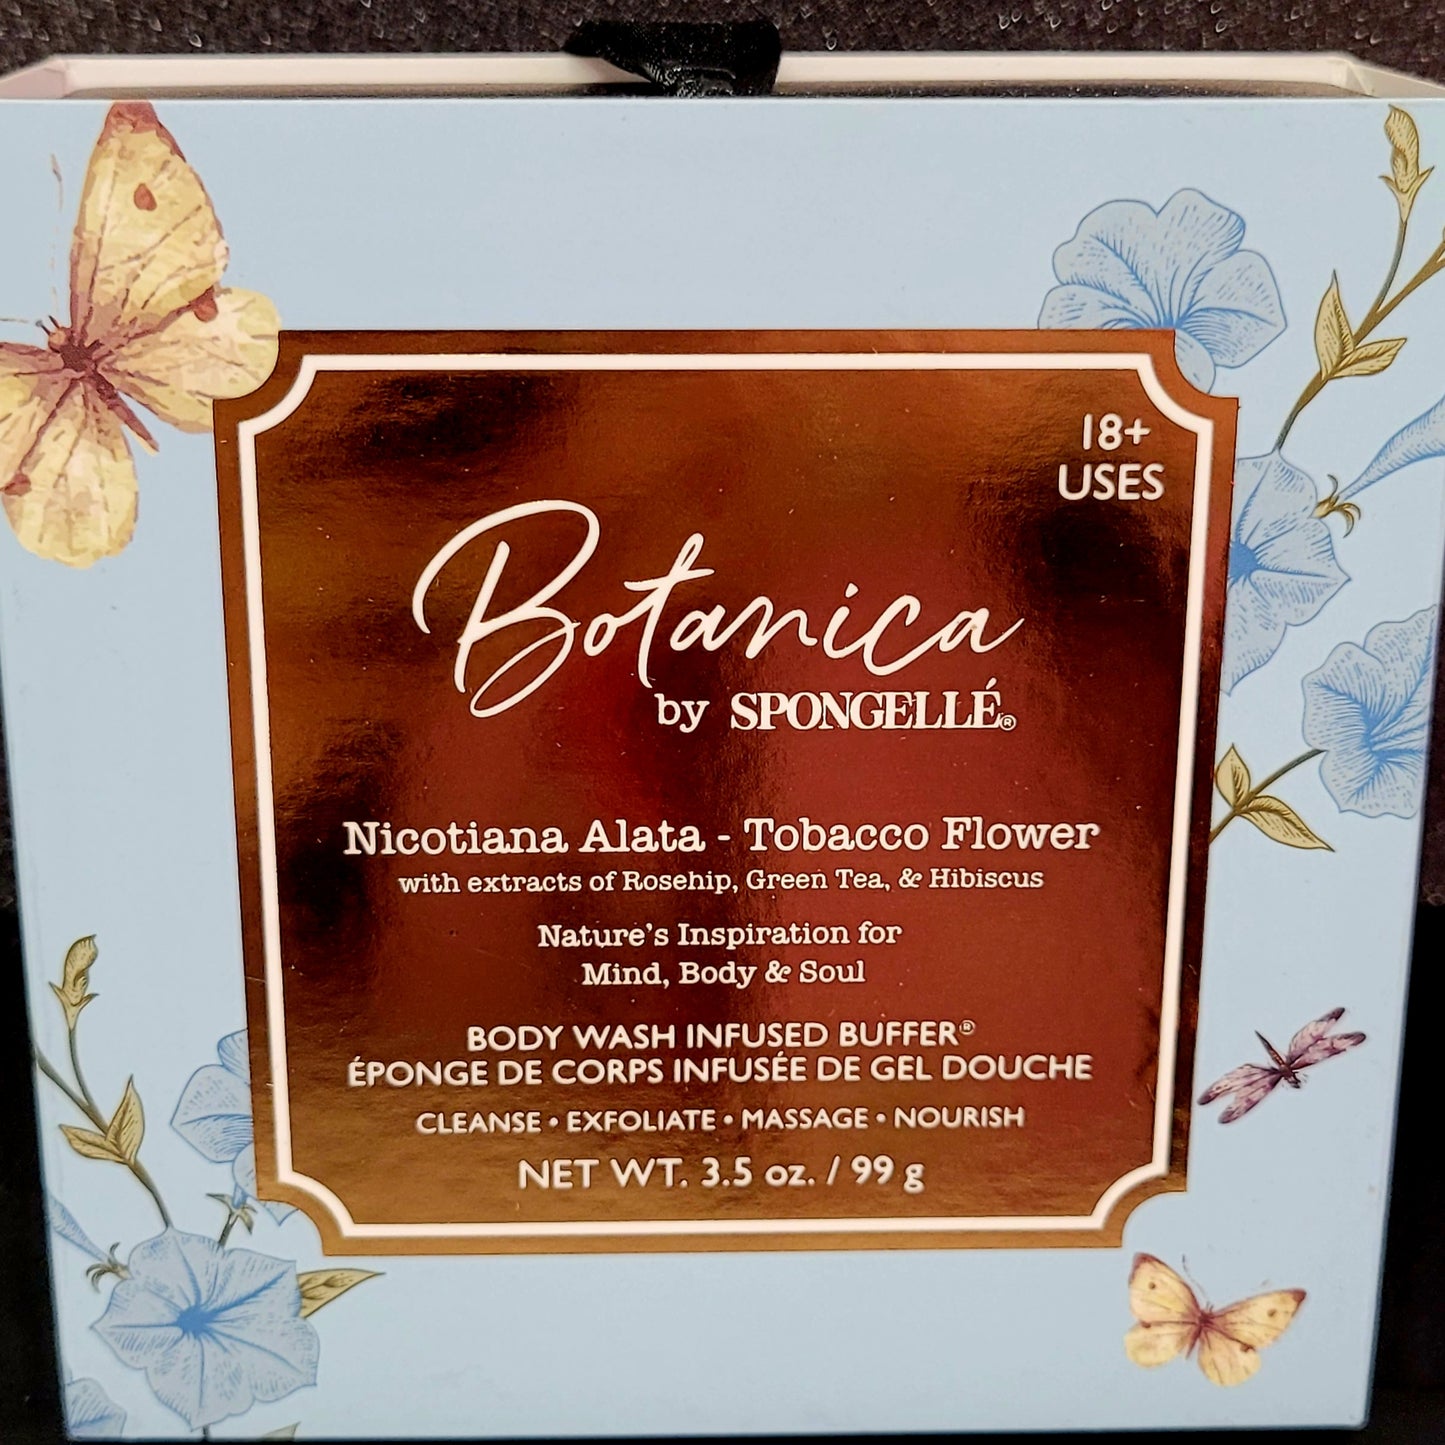 18+
USES
Botanica
by SPONGELLÉ®
Nicotiana Alata - Tobacco Flower
with extracts of Rosehip, Green Tea, & Hibiscus
Nature's Inspiration for
Mind, Body & Soul
BODY WASH INFUSED BUFFER®
ÉPONGE DE CORPS INFUSÉE DE GEL DOUCHE
CLEANSE • EXFOLIATE • MASSAGE • NOURISH
NET WT. 3.5 oz. / 99 g